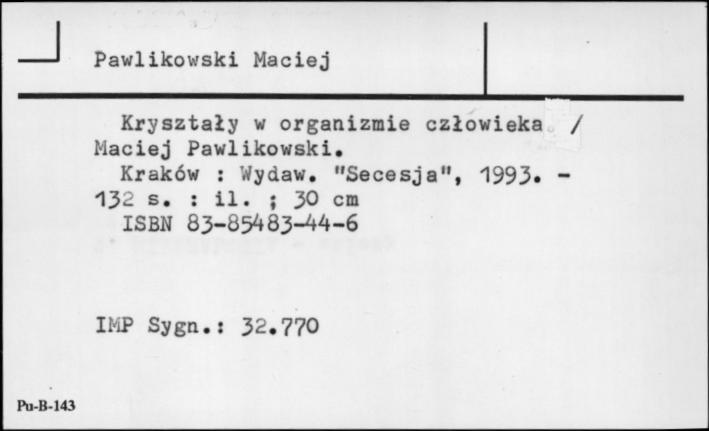 Pawlikowski Maciej
Kryształy w organizmie człowieka /
Maciej Pawlikowski.
Kraków : Wydaw. "Secesja", 1993. -
132 s. : il. ; 30 cm
ISBN 83-85483-44-6
IMP Sygn.: 32.770
Pu-B-143